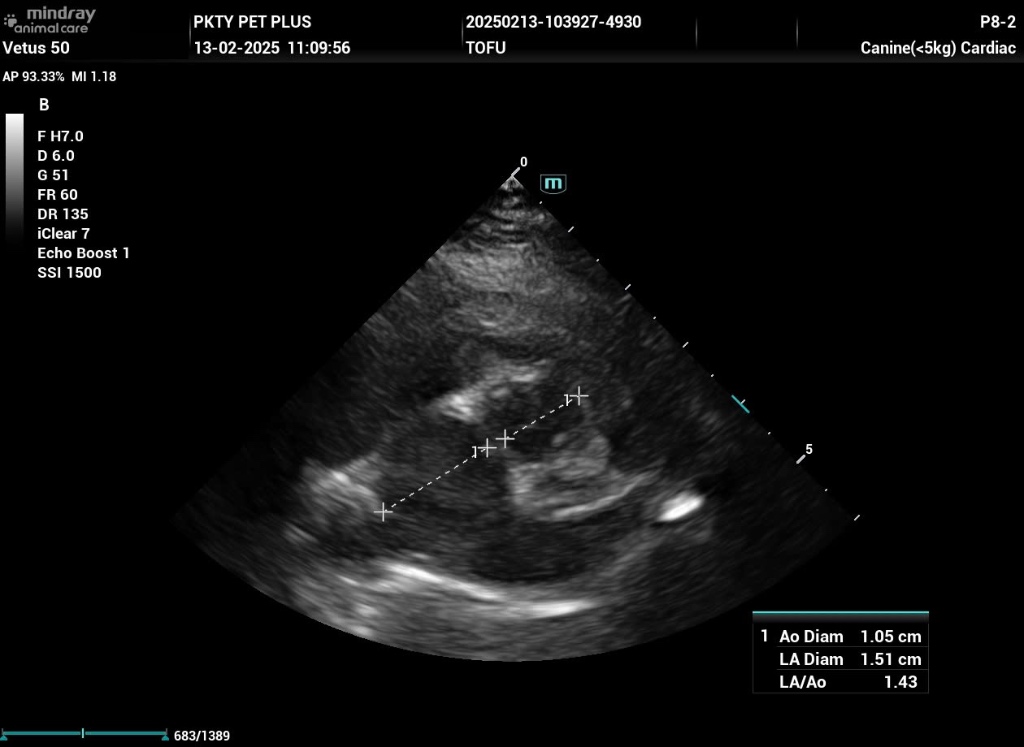 mindray
animalcare
Vetus 50
PKTY PET PLUS
13-02-2025 11:09:56
20250213-103927-4930
TOFU
P8-2
Canine(<5kg) Cardiac
AP 93.33% MI 1.18
B
F H7.0
D 6.0
G 51
FR 60
DR 135
iClear 7
Echo Boost 1
SSI 1500
0
m
1
1
5
1 Ao Diam 1.05 cm
LA Diam 1.51 cm
LA/Ao 1.43
683/1389